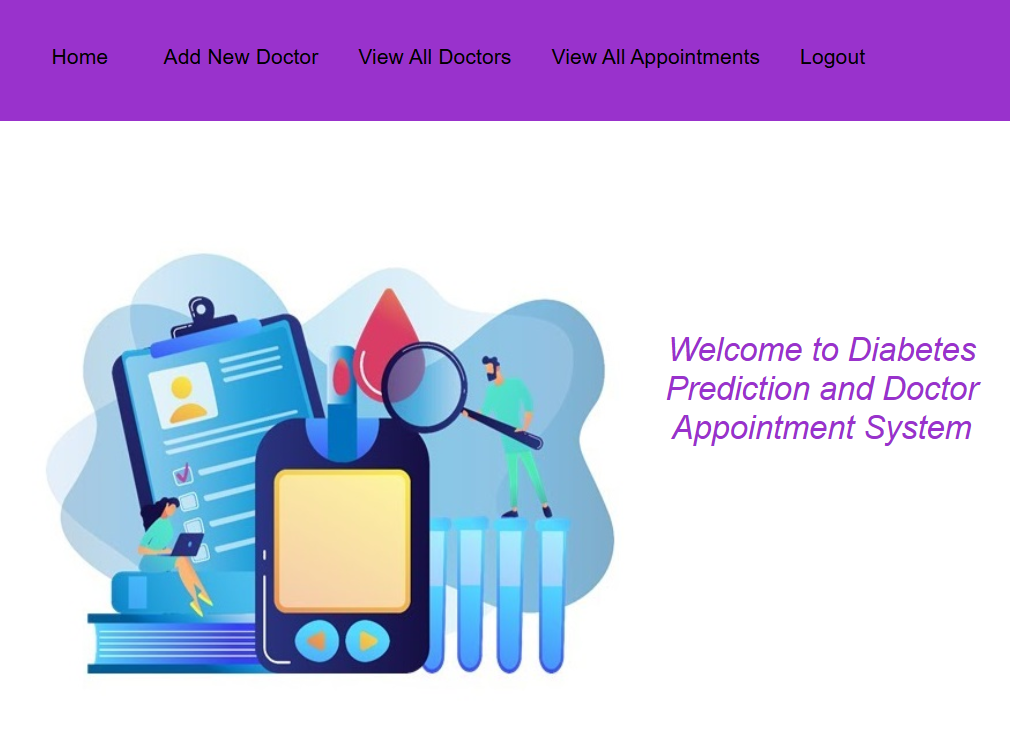 Home Add New Doctor View All Doctors View All Appointments Logout
Welcome to Diabetes
Prediction and Doctor
Appointment System